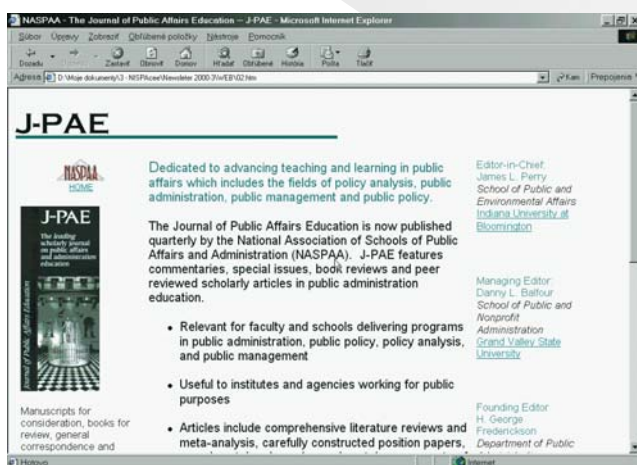 NASPAA - The Journal of Public Affairs Education -- J-PAE - Microsoft Internet Explorer
Súbor Úpravy Zobraziť Obľúbené položky Nástroje Pomocník
Dozadu Zastaviť Obnoviť Domov Hľadať Obľúbené História Pošta Tlačiť
Adresa D:\Moje dokumenty\3 - NISPAcee\Newsletter 2000-3\WEB\02.htm Kam Prepojenia
J-PAE
NASPAA
HOME
J-PAE
The leading
scholarly journal
on public affairs
and administration
education
Journal of Public Affairs Education
Manuscripts for
consideration, books for
review, general
correspondence and
Dedicated to advancing teaching and learning in public
affairs which includes the fields of policy analysis, public
administration, public management and public policy.
The Journal of Public Affairs Education is now published
quarterly by the National Association of Schools of Public
Affairs and Administration (NASPAA). J-PAE features
commentaries, special issues, book reviews and peer
reviewed scholarly articles in public administration
education.
• Relevant for faculty and schools delivering programs
in public administration, public policy, policy analysis,
and public management
• Useful to institutes and agencies working for public
purposes
• Articles include comprehensive literature reviews and
meta-analysis, carefully constructed position papers,
Editor-in-Chief:
James L. Perry
School of Public and
Environmental Affairs
Indiana University at
Bloomington
Managing Editor:
Danny L. Balfour
School of Public and
Nonprofit
Administration
Grand Valley State
University
Founding Editor
H. George
Frederickson
Department of Public
Hotovo Internet